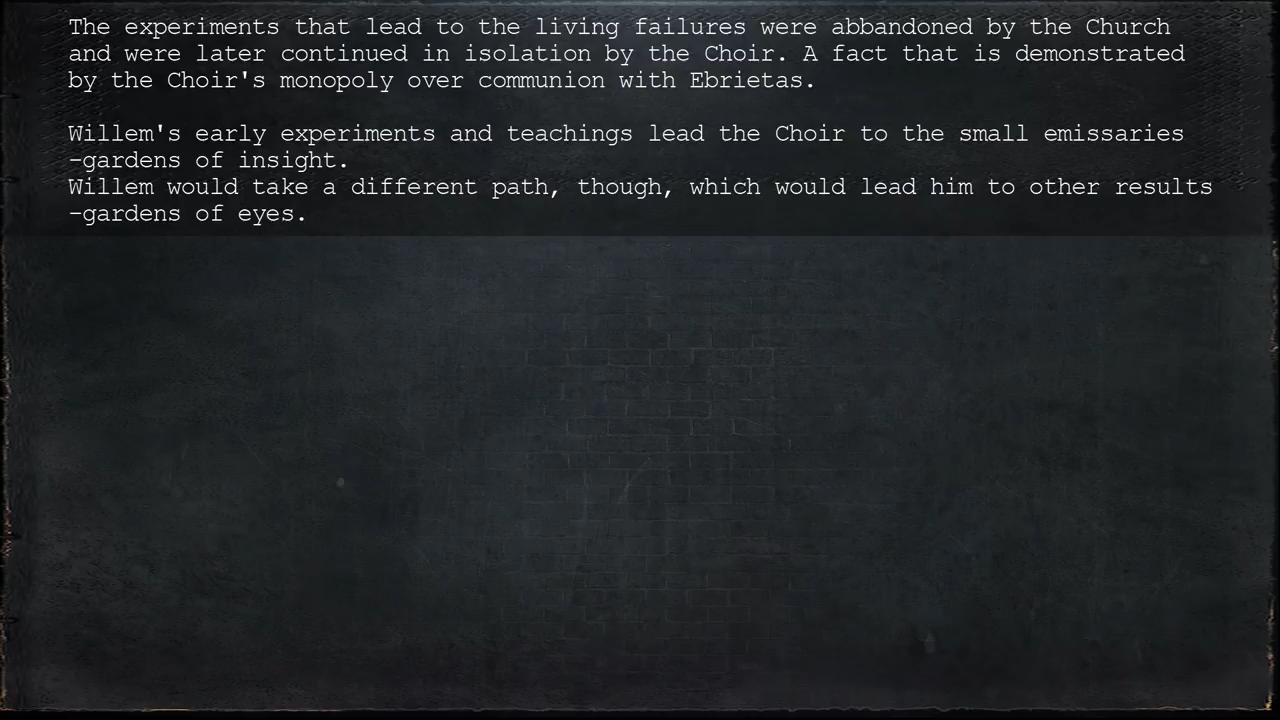 The experiments that lead to the living failures were abbandoned by the Church
and were later continued in isolation by the Choir. A fact that is demonstrated
by the Choir's monopoly over communion with Ebrietas.
Willem's early experiments and teachings lead the Choir to the small emissaries
-gardens of insight.
Willem would take a different path, though, which would lead him to other results
-gardens of eyes.